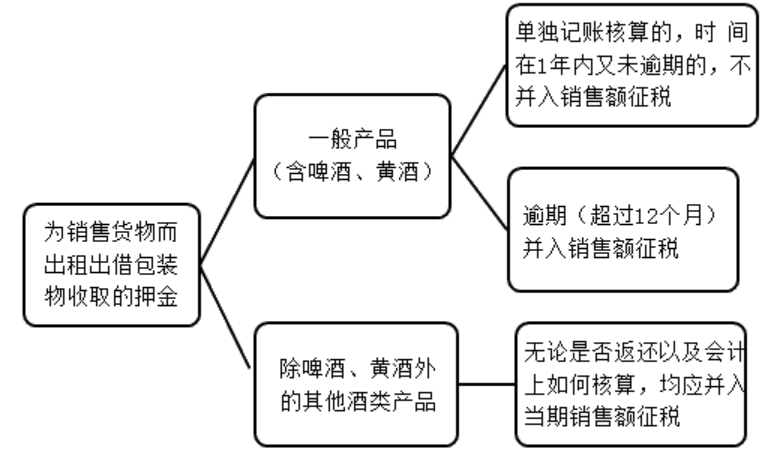 为销售货物而
出租出借包装
物收取的押金
一般产品
（含啤酒、黄酒）
单独记账核算的，时 间
在1年内又未逾期的，不
并入销售额征税
逾期（超过12个月）
并入销售额征税
除啤酒、黄酒外
的其他酒类产品
无论是否返还以及会计
上如何核算，均应并入
当期销售额征税